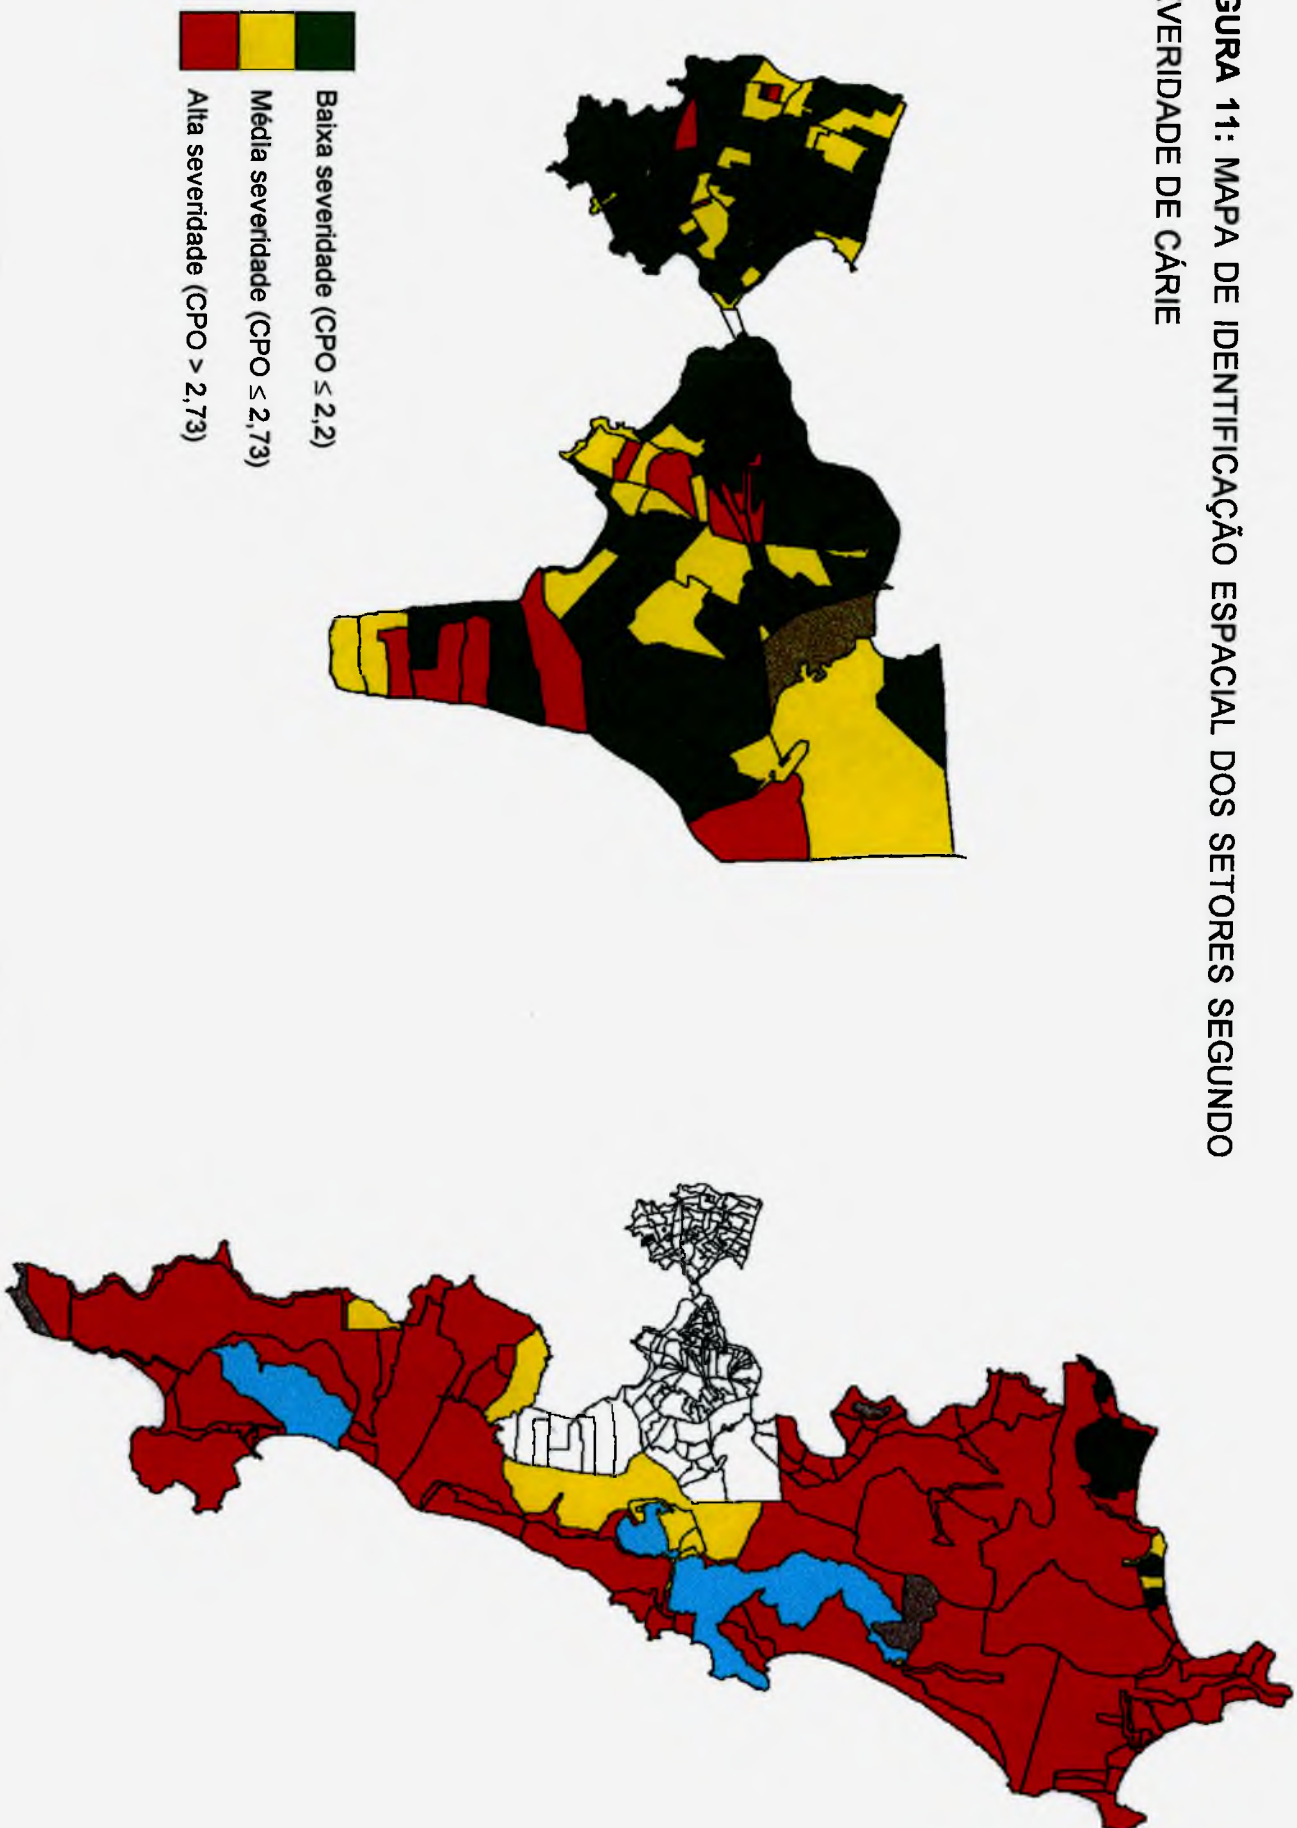 GURA 11: MAPA DE IDENTIFICAÇÃO ESPACIAL DOS SETORES SEGUNDO
VERIDADE DE CÁRIE
Baixa severidade (CPO ≤ 2,2)
Média severidade (CPO ≤ 2,73)
Alta severidade (CPO > 2,73)